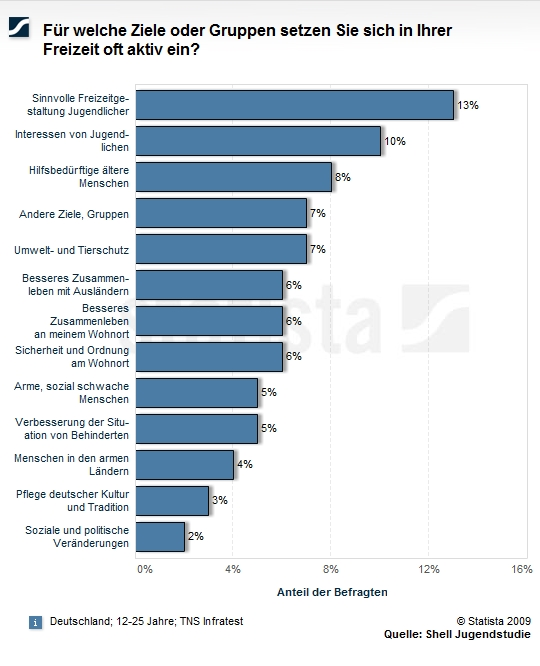 Für welche Ziele oder Gruppen setzen Sie sich in Ihrer
Freizeit oft aktiv ein?
Sinnvolle Freizeitge-
staltung Jugendlicher
13%
Interessen von Jugend-
lichen
10%
Hilfsbedürftige ältere
Menschen
8%
Andere Ziele, Gruppen
7%
Umwelt- und Tierschutz
7%
Besseres Zusammen-
leben mit Ausländern
6%
Besseres
Zusammenleben
an meinem Wohnort
6%
Sicherheit und Ordnung
am Wohnort
6%
Arme, sozial schwache
Menschen
5%
Verbesserung der Situ-
ation von Behinderten
5%
Menschen in den armen
Ländern
4%
Pflege deutscher Kultur
und Tradition
3%
Soziale und politische
Veränderungen
2%
0% 4% 8% 12% 16%
Anteil der Befragten
i Deutschland; 12-25 Jahre; TNS Infratest
© Statista 2009
Quelle: Shell Jugendstudie